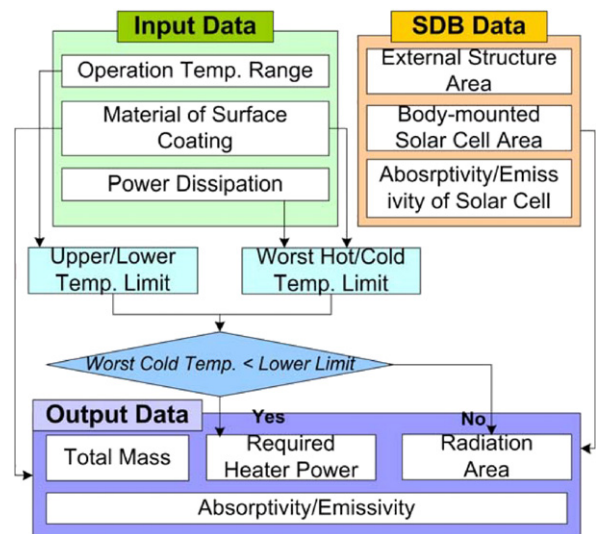 Input Data
Operation Temp. Range
Material of Surface
Coating
Power Dissipation
SDB Data
External Structure
Area
Body-mounted
Solar Cell Area
Abosrptivity/Emiss
ivity of Solar Cell
Upper/Lower
Temp. Limit
Worst Hot/Cold
Temp. Limit
Worst Cold Temp. < Lower Limit
Yes
No
Output Data
Total Mass
Required
Heater Power
Radiation
Area
Absorptivity/Emissivity